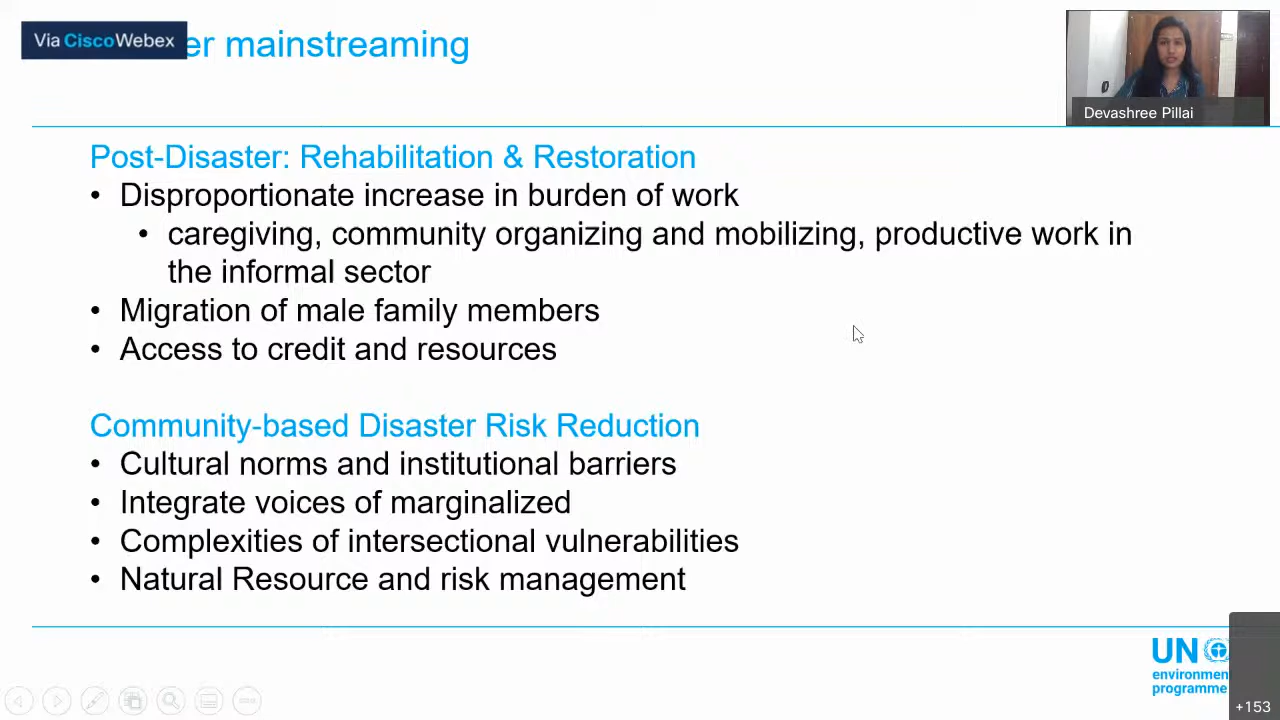 Via Cisco Webex
er mainstreaming
Devashree Pillai
Post-Disaster: Rehabilitation & Restoration
• Disproportionate increase in burden of work
• caregiving, community organizing and mobilizing, productive work in
the informal sector
• Migration of male family members
• Access to credit and resources
Community-based Disaster Risk Reduction
• Cultural norms and institutional barriers
• Integrate voices of marginalized
• Complexities of intersectional vulnerabilities
• Natural Resource and risk management
UN
environmen
programme
+153